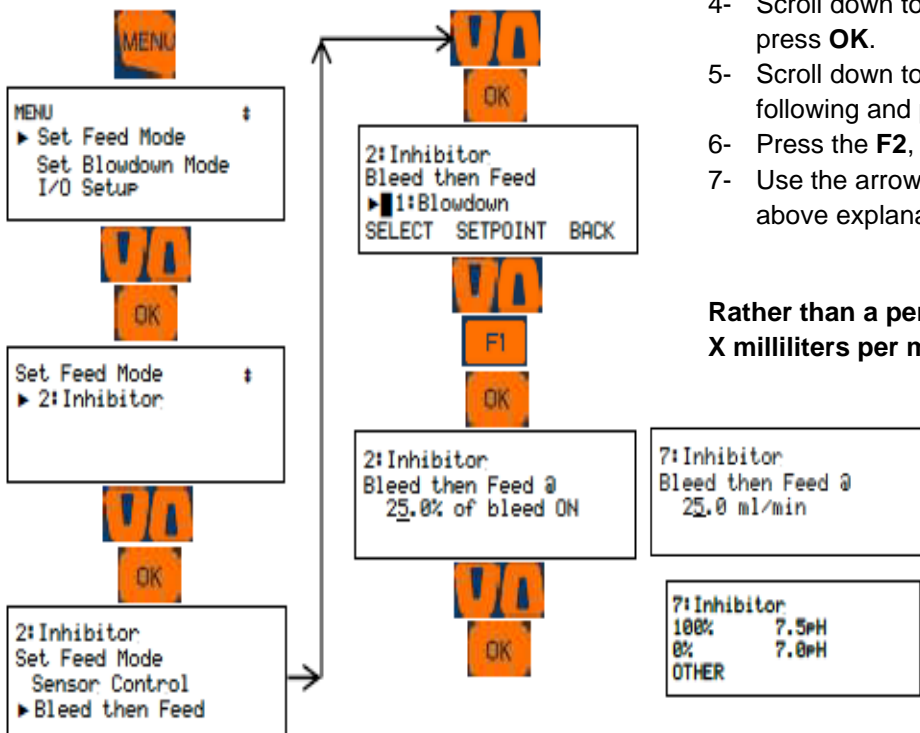 MENU
MENU
▶ Set Feed Mode
Set Blowdown Mode
I/O Setup
OK
Set Feed Mode
▶ 2:Inhibitor
OK
2:Inhibitor
Set Feed Mode
Sensor Control
▶Bleed then Feed
OK
2:Inhibitor
Bleed then Feed
▶█1:Blowdown
SELECT SETPOINT BACK
F1
OK
2:Inhibitor
Bleed then Feed @
25.0% of bleed ON
OK
7:Inhibitor
Bleed then Feed @
25.0 ml/min
7:Inhibitor
100% 7.5pH
0% 7.0pH
OTHER
4- Scroll down to
press OK.
5- Scroll down to
following and
6- Press the F2,
7- Use the arrow
above explana
Rather than a per
X milliliters per m